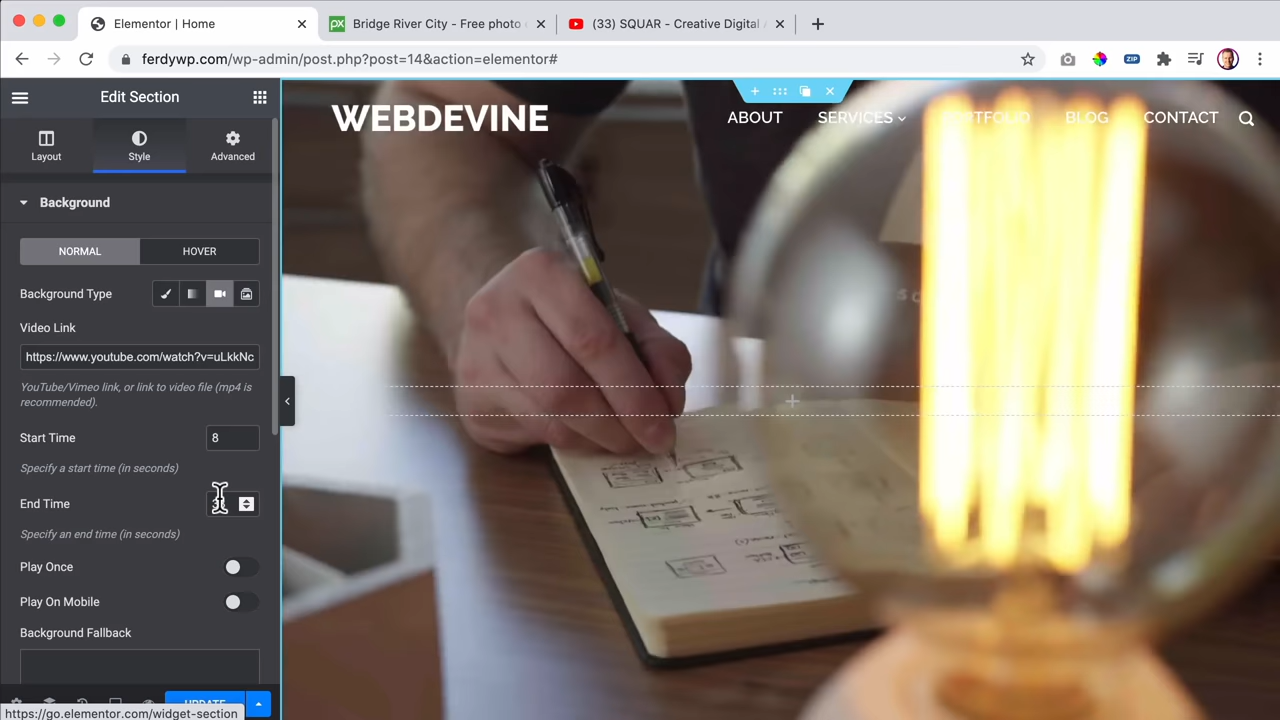 Elementor | Home
Bridge River City - Free photo
(33) SQUAR - Creative Digital
ferdywp.com/wp-admin/post.php?post=14&action=elementor#
ZIP
Edit Section
Layout
Style
Advanced
Background
NORMAL
HOVER
Background Type
Video Link
https://www.youtube.com/watch?v=uLkkNc
YouTube/Vimeo link, or link to video file (mp4 is
recommended).
Start Time
8
Specify a start time (in seconds)
End Time
Specify an end time (in seconds)
Play Once
Play On Mobile
Background Fallback
UPDATE
https://go.elementor.com/widget-section
WEBDEVINE
ABOUT
SERVICES
PORTFOLIO
BLOG
CONTACT